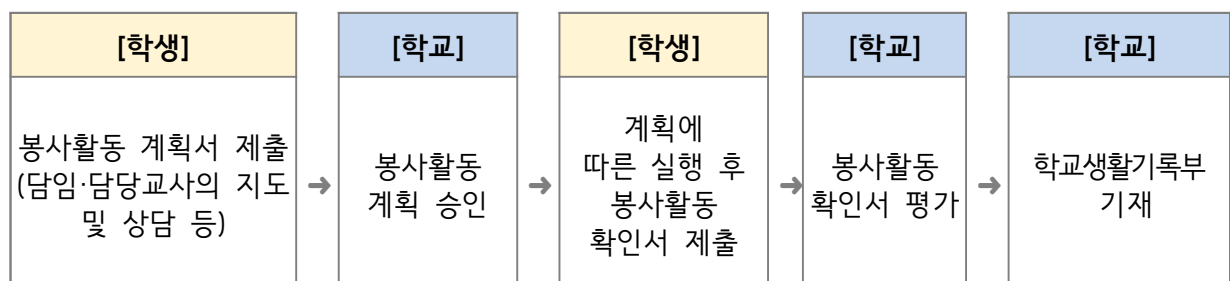 [학생]
봉사활동 계획서 제출
(담임·담당교사의 지도
및 상담 등)
➜
[학교]
봉사활동
계획 승인
➜
[학생]
계획에
따른 실행 후
봉사활동
확인서 제출
➜
[학교]
봉사활동
확인서 평가
➜
[학교]
학교생활기록부
기재